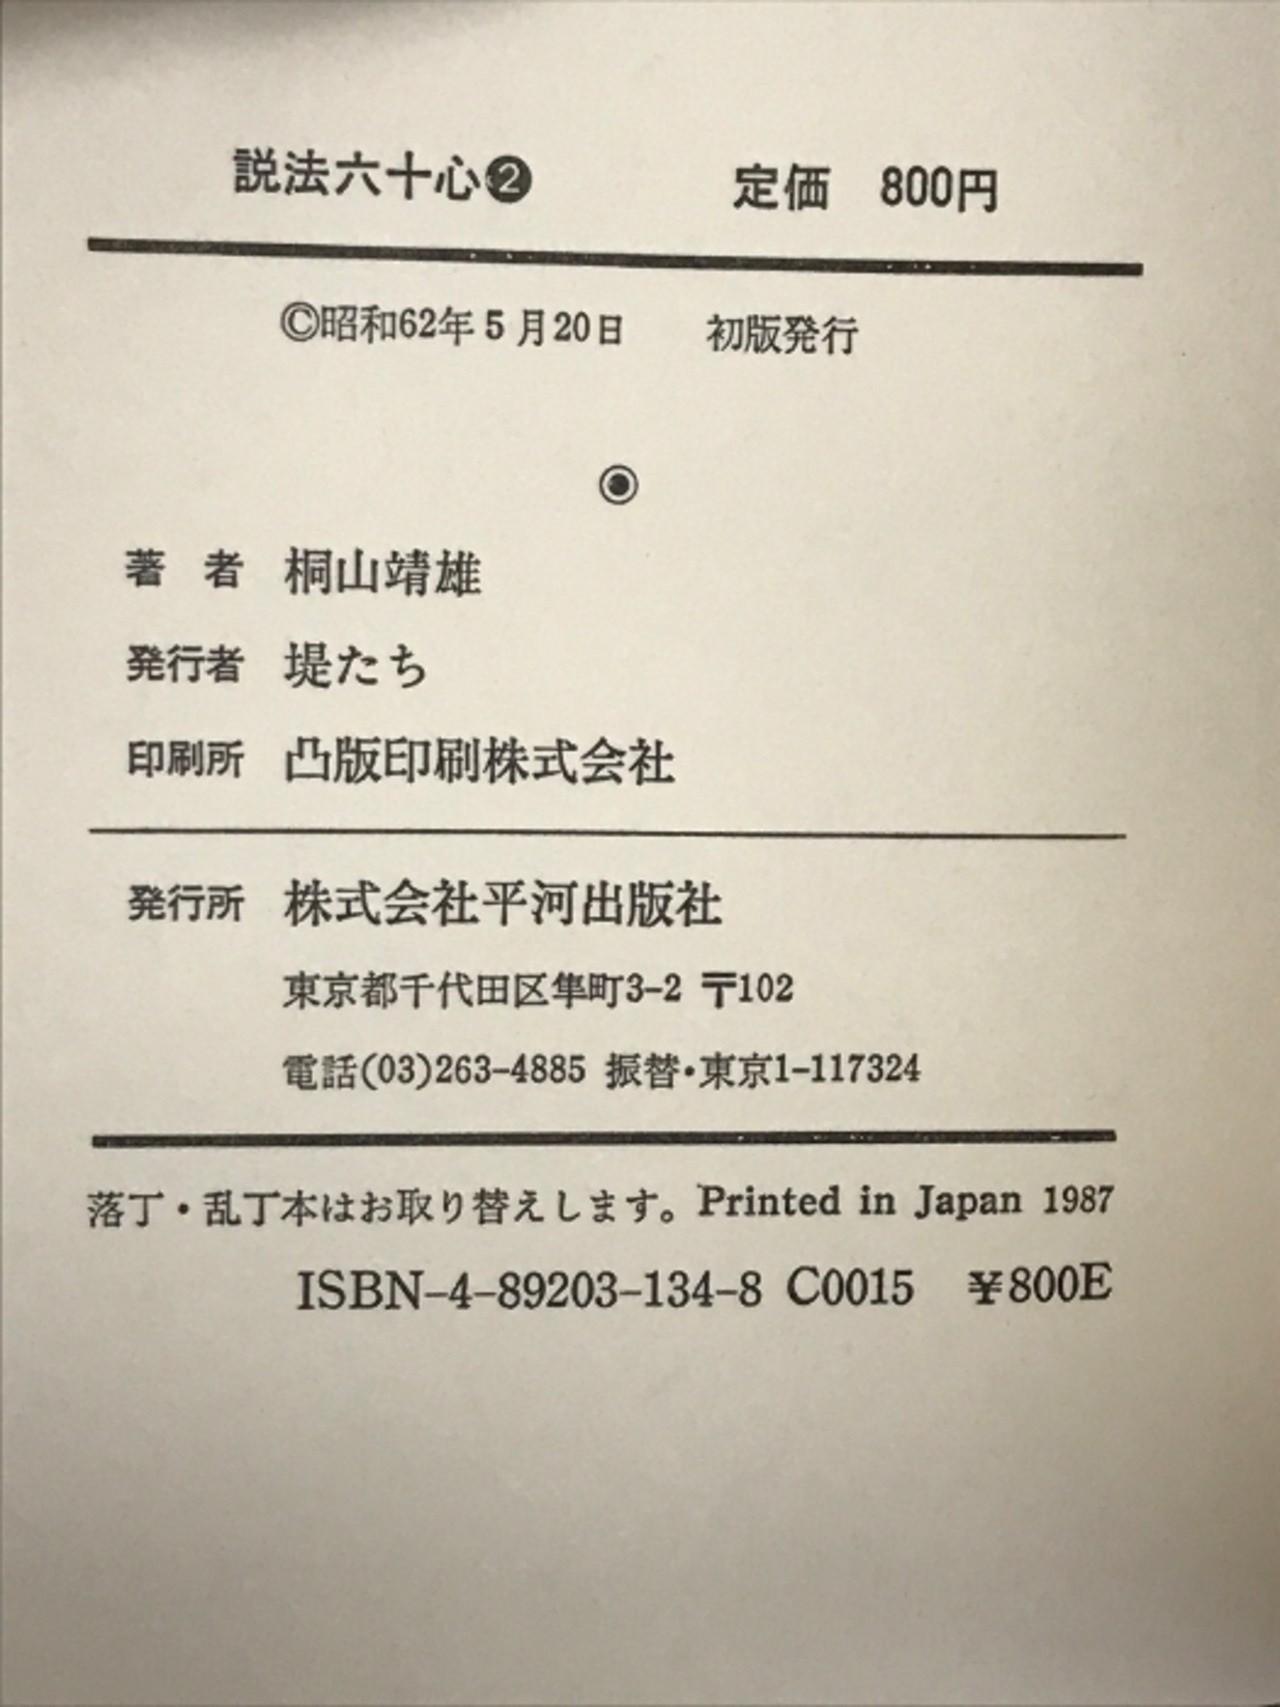 説法六十心❷　定価　800円
©昭和62年5月20日　初版発行
◉
著　者　桐山靖雄
発行者　堤たち
印刷所　凸版印刷株式会社
発行所　株式会社平河出版社
東京都千代田区隼町3-2 〒102
電話(03)263-4885 振替・東京1-117324
落丁・乱丁本はお取り替えします。Printed in Japan 1987
ISBN-4-89203-134-8 C0015　¥800E